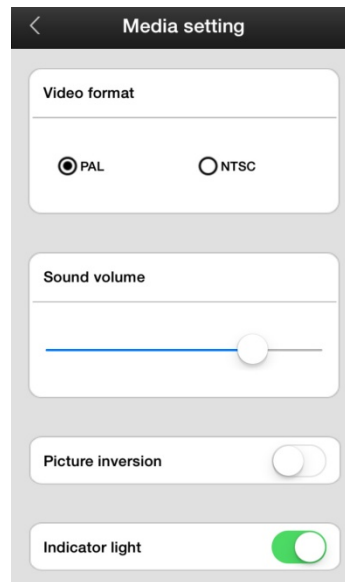 Media setting
Video format
PAL NTSC
Sound volume
Picture inversion
Indicator light